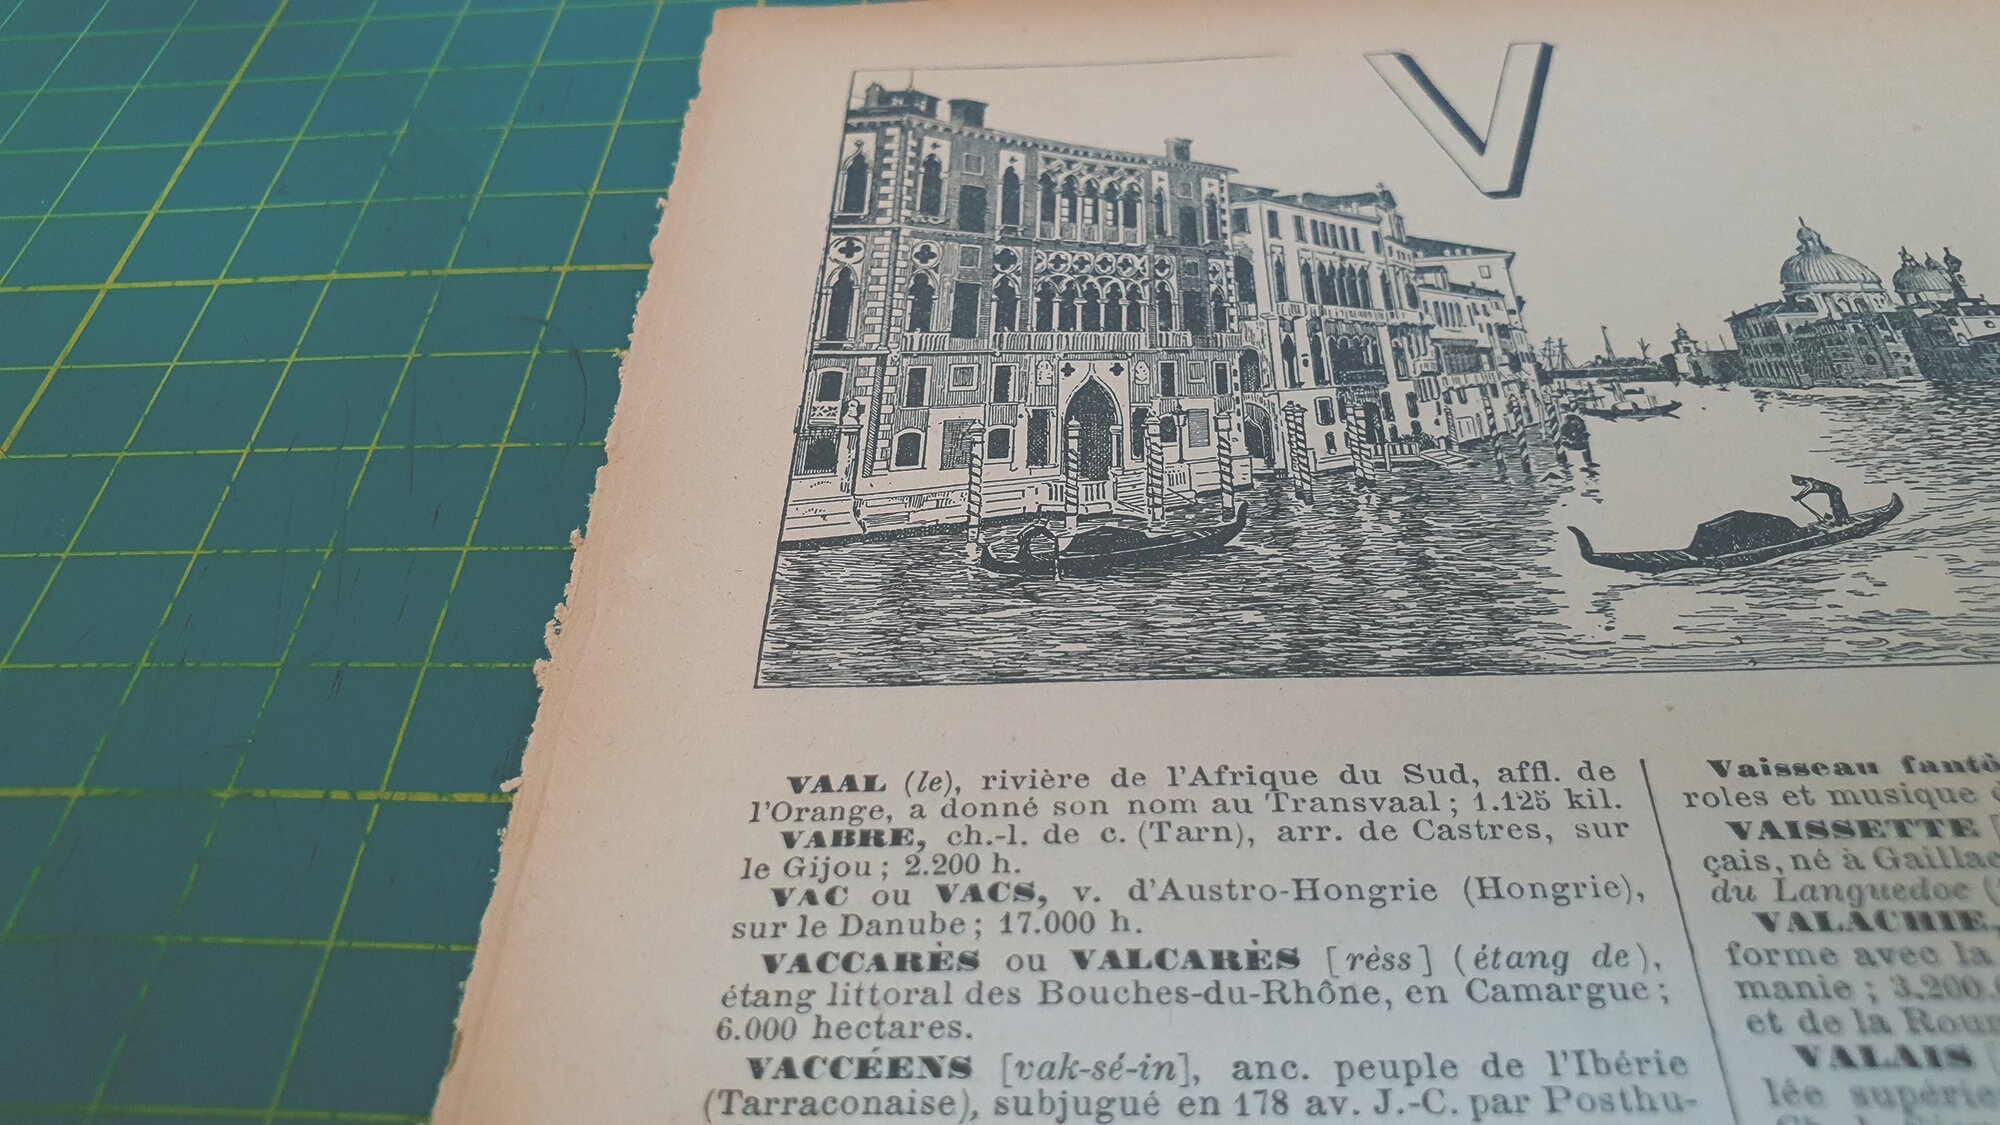 V
VAAL (le), rivière de l'Afrique du Sud, affl. de
l'Orange, a donné son nom au Transvaal; 1.125 kil.
VABRE, ch.-l. de c. (Tarn), arr. de Castres, sur
le Gijou; 2.200 h.
VAC ou VACS, v. d'Austro-Hongrie (Hongrie),
sur le Danube; 17.000 h.
VACCARÈS ou VALCARÈS [rèss] (étang de),
étang littoral des Bouches-du-Rhône, en Camargue;
6.000 hectares.
VACCÉENS [vak-sé-in], anc. peuple de l'Ibérie
(Tarraconaise), subjugué en 178 av. J.-C. par Posthu-
Vaisseau fantô
roles et musique
VAISSETTE [
çais, né à Gaillac
du Languedoc (
VALACHIE,
forme avec la
manie; 3.200.
et de la Roum
VALAIS
lée supérie